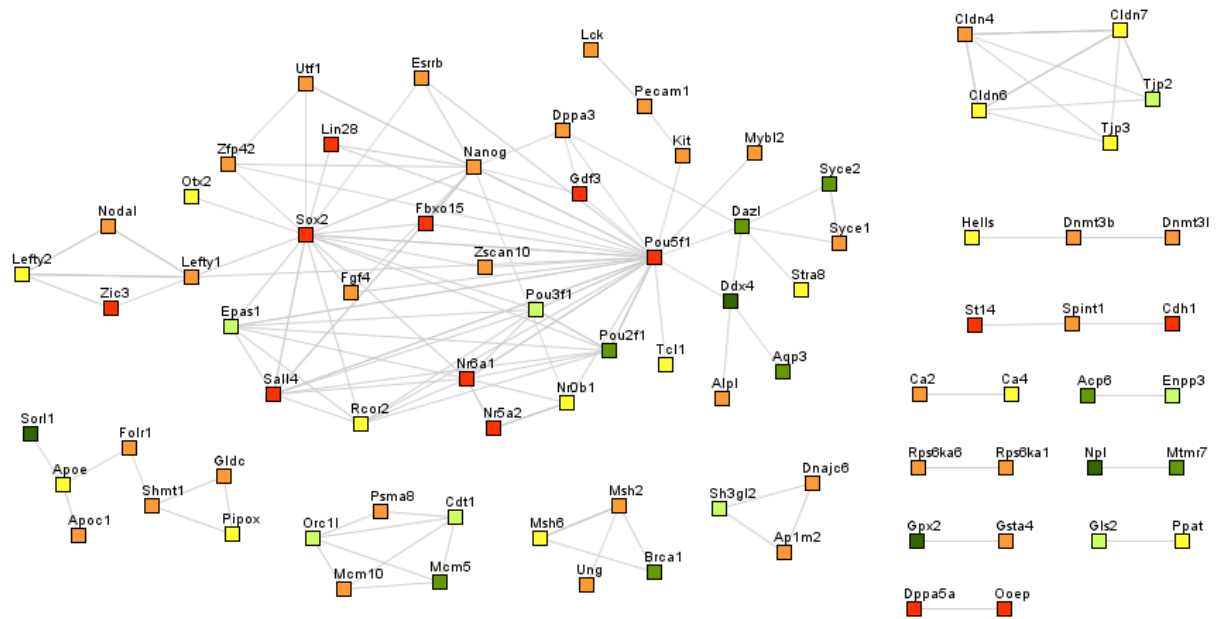 Cldn4
Cldn7
Lck
Utf1
Esrrb
Cldn6
Tjp2
Pecam1
Lin28
Dppa3
Zfp42
Nanog
Kit
Mybl2
Tjp3
Otx2
Gdf3
Syce2
Nodal
Sox2
Fbxo15
Dazl
Syce1
Hells
Dnmt3b
Dnmt3l
Lefty2
Lefty1
Zscan10
Pou5f1
Zic3
Fgf4
Stra8
Epas1
Pou3f1
Ddx4
St14
Spint1
Cdh1
Pou2f1
Tcl1
Aqp3
Sall4
Nr6a1
Nr0b1
Alpl
Ca2
Ca4
Acp6
Enpp3
Rcor2
Nr5a2
Sorl1
Folr1
Apoe
Gldc
Rps6ka6
Rps6ka1
Npl
Mtmr7
Shmt1
Psma8
Cdt1
Msh2
Sh3gl2
Dnajc6
Apoc1
Pipox
Orc1l
Msh6
Gpx2
Gsta4
Gls2
Ppat
Mcm10
Mcm5
Ung
Brca1
Ap1m2
Dppa5a
Ooep